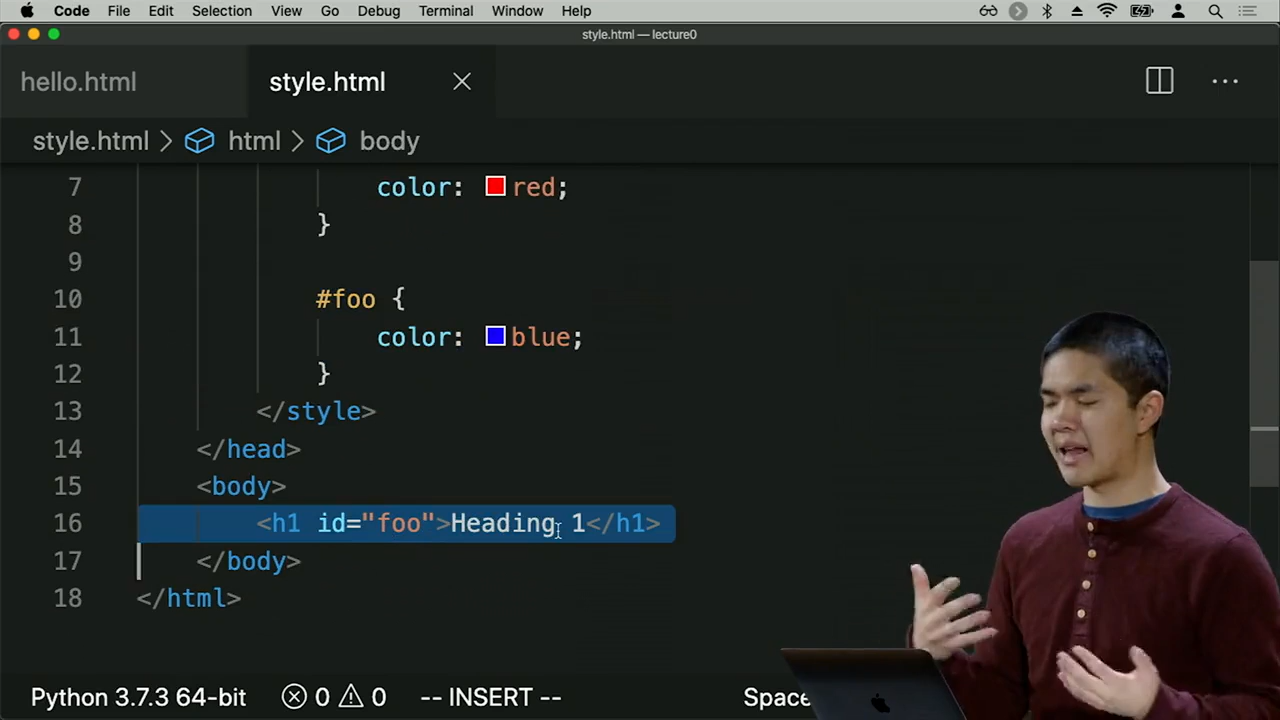 Code File Edit Selection View Go Debug Terminal Window Help
style.html — lecture0
hello.html style.html
style.html > html > body
7 color: red;
8 }
9
10 #foo {
11 color: blue;
12 }
13 </style>
14 </head>
15 <body>
16 <h1 id="foo">Heading 1</h1>
17 </body>
18 </html>
Python 3.7.3 64-bit 0 0 -- INSERT -- Space